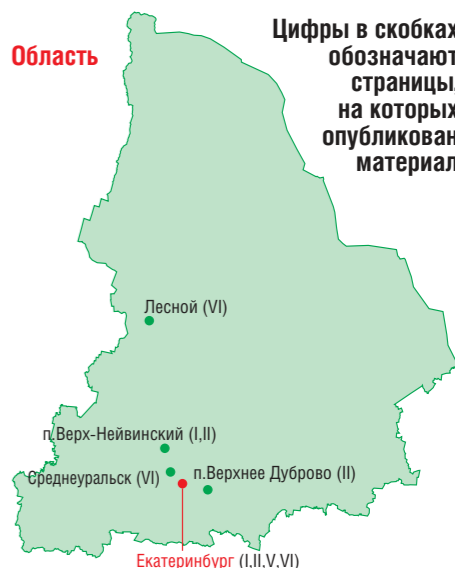 Область
Цифры в скобках
обозначают
страницы,
на которых
опубликован
материал
Лесной (VI)
п.Верх-Нейвинский (I,II)
Среднеуральск (VI)
п.Верхнее Дуброво (II)
Екатеринбург (I,II,V,VI)